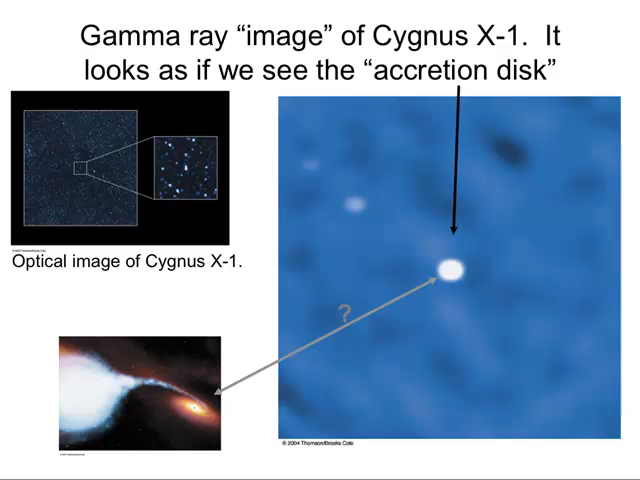 Gamma ray “image” of Cygnus X-1.  It
looks as if we see the “accretion disk”
Optical image of Cygnus X-1.
?
© 2004 Thomson/Brooks Cole